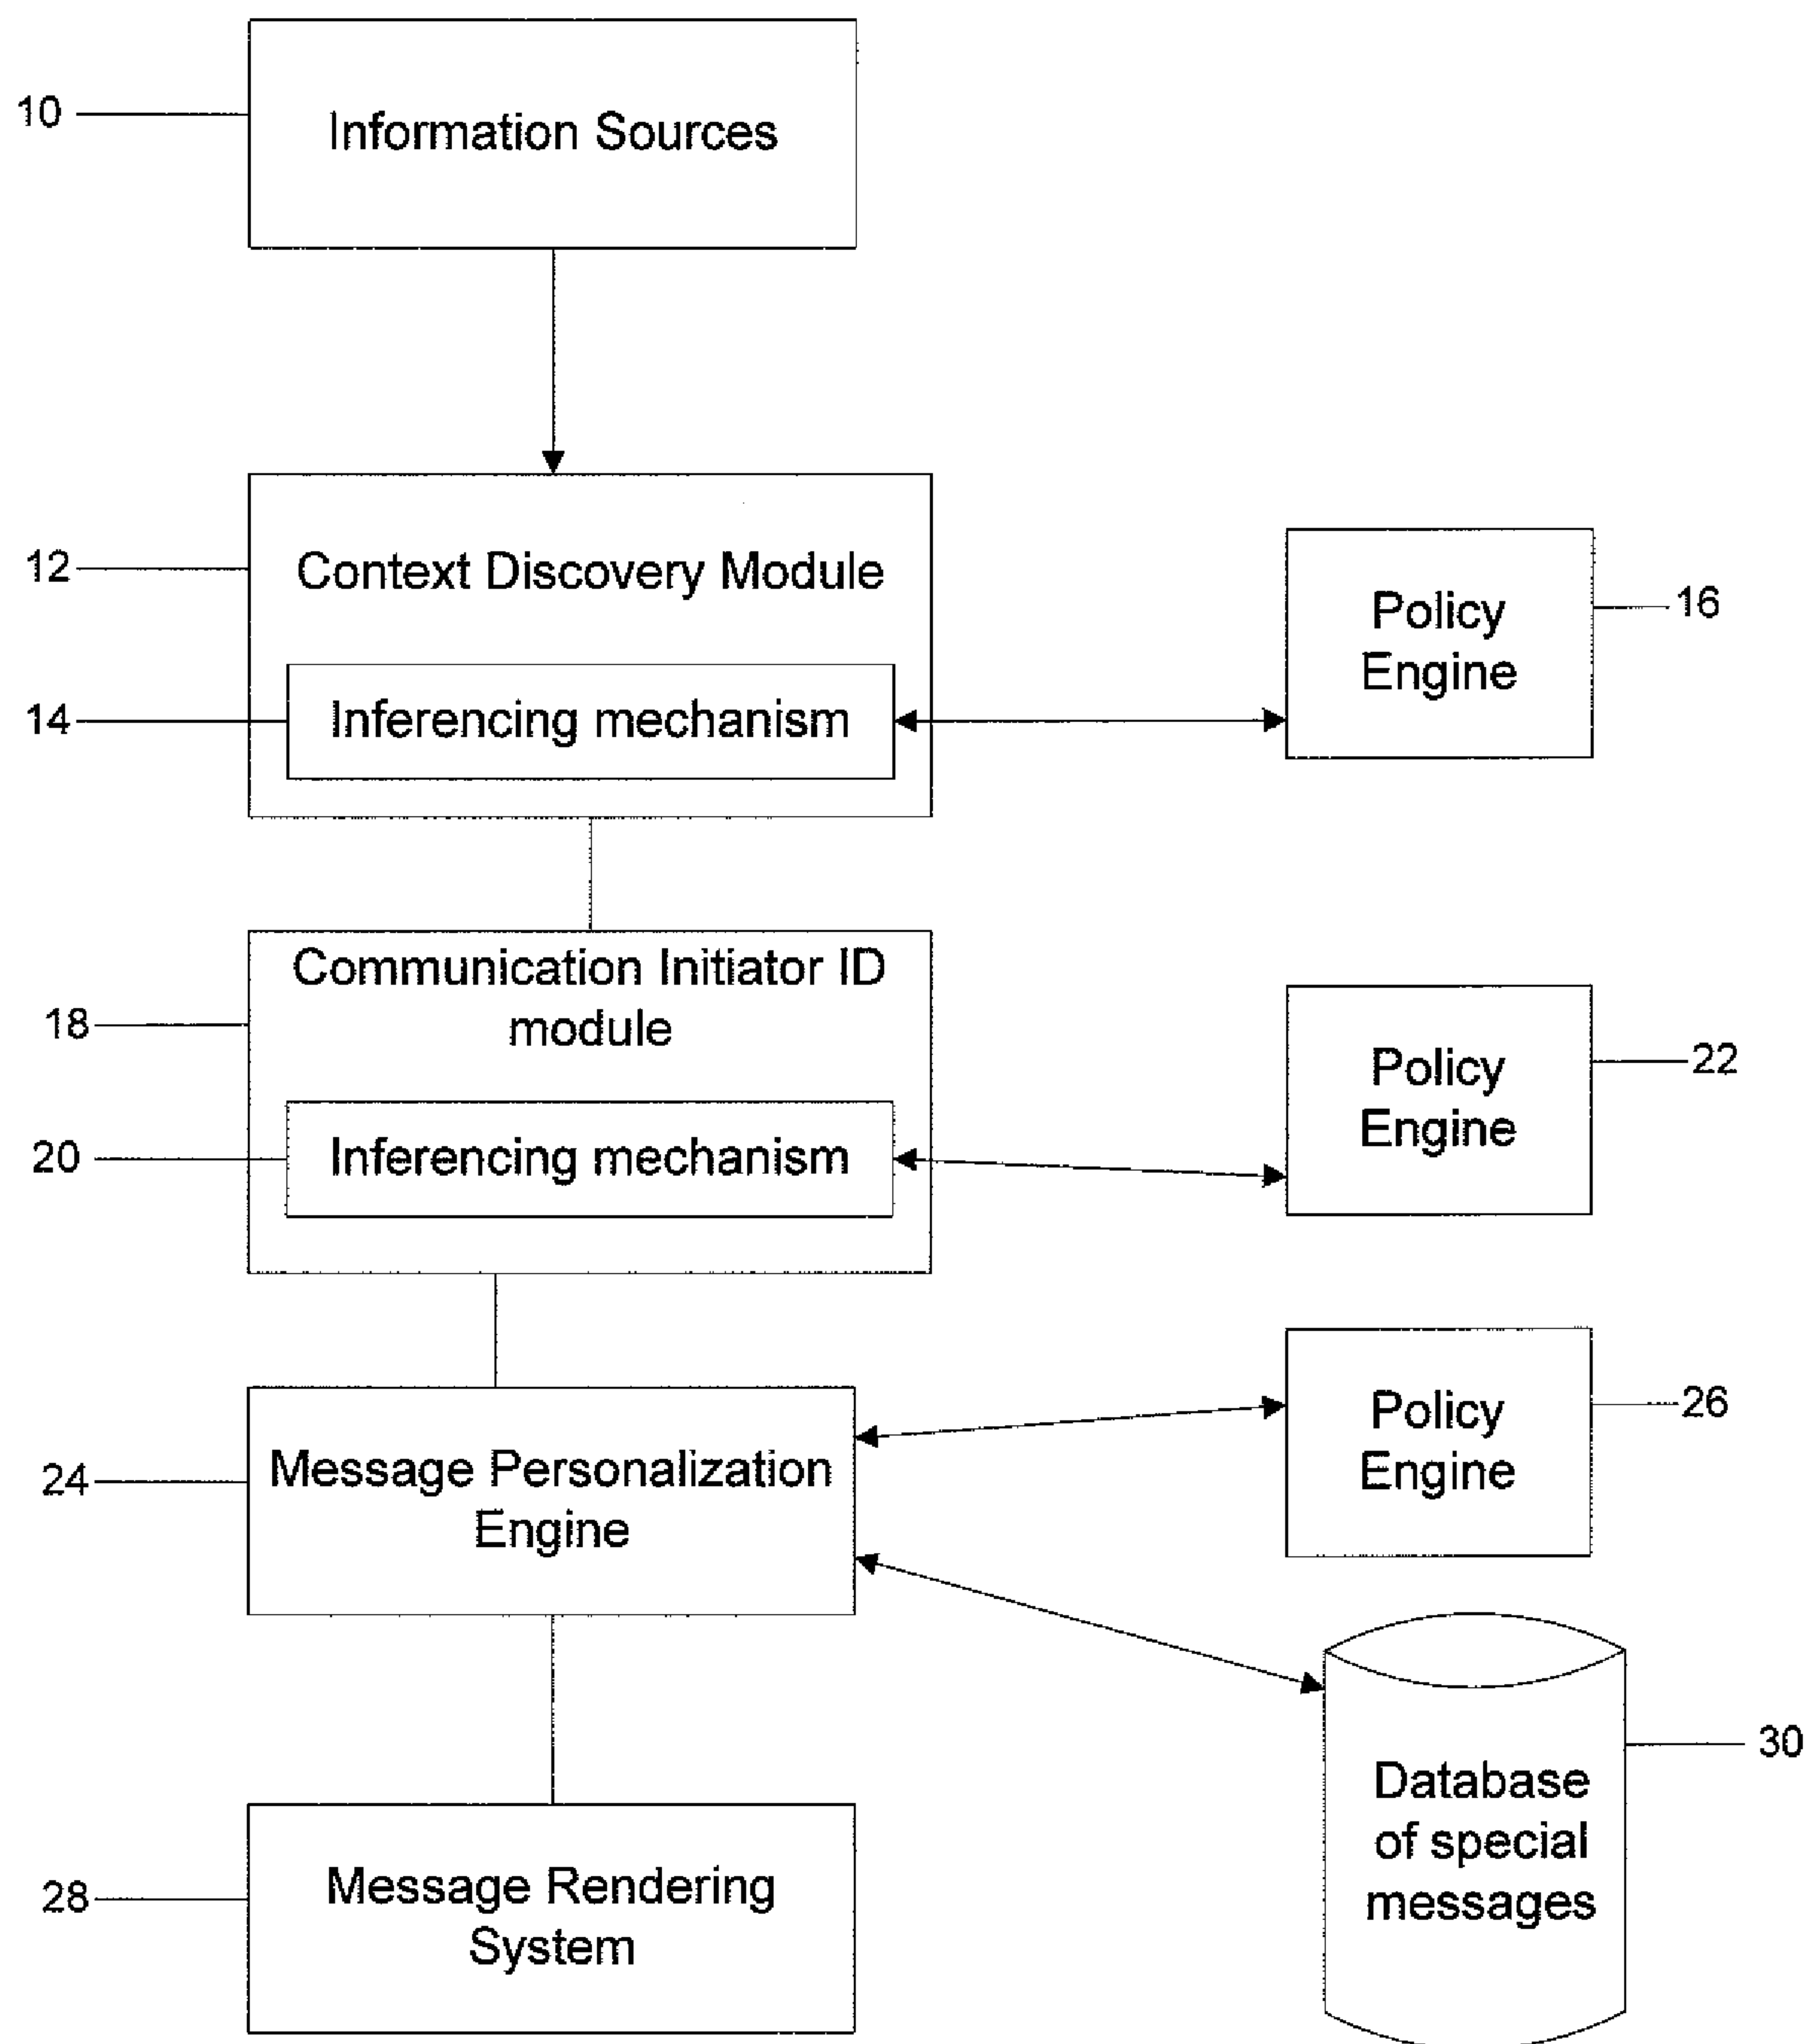 10
Information Sources
12
Context Discovery Module
Policy
Engine
16
14
Inferencing mechanism
Communication Initiator ID
module
18
Policy
Engine
22
20
Inferencing mechanism
Policy
Engine
26
24
Message Personalization
Engine
30
Database
of special
messages
28
Message Rendering
System